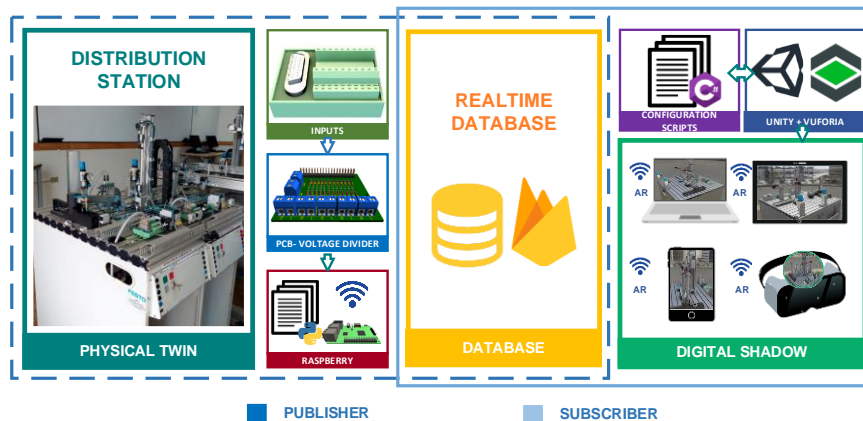 DISTRIBUTION
STATION
FESTO
PHYSICAL TWIN
INPUTS
PCB- VOLTAGE DIVIDER
RASPBERRY
REALTIME
DATABASE
DATABASE
C#
CONFIGURATION
SCRIPTS
UNITY + VUFORIA
AR
AR
AR
AR
DIGITAL SHADOW
PUBLISHER
SUBSCRIBER